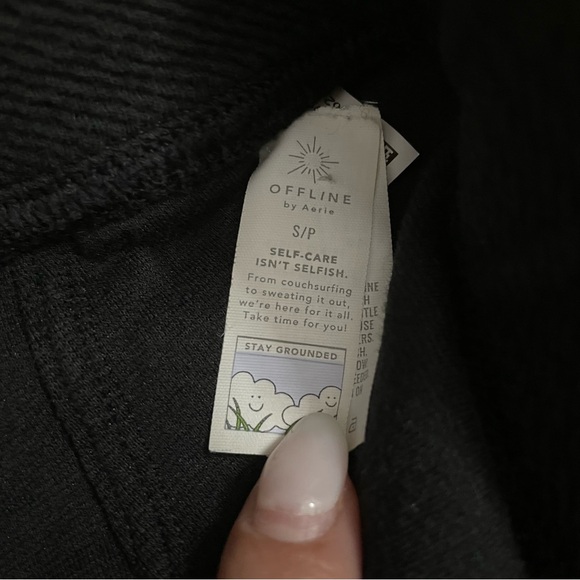 OFFLINE
by Aerie
S/P
SELF-CARE
ISN'T SELFISH.
From couchsurfing
to sweating it out,
we're here for it all.
Take time for you!
STAY GROUNDED